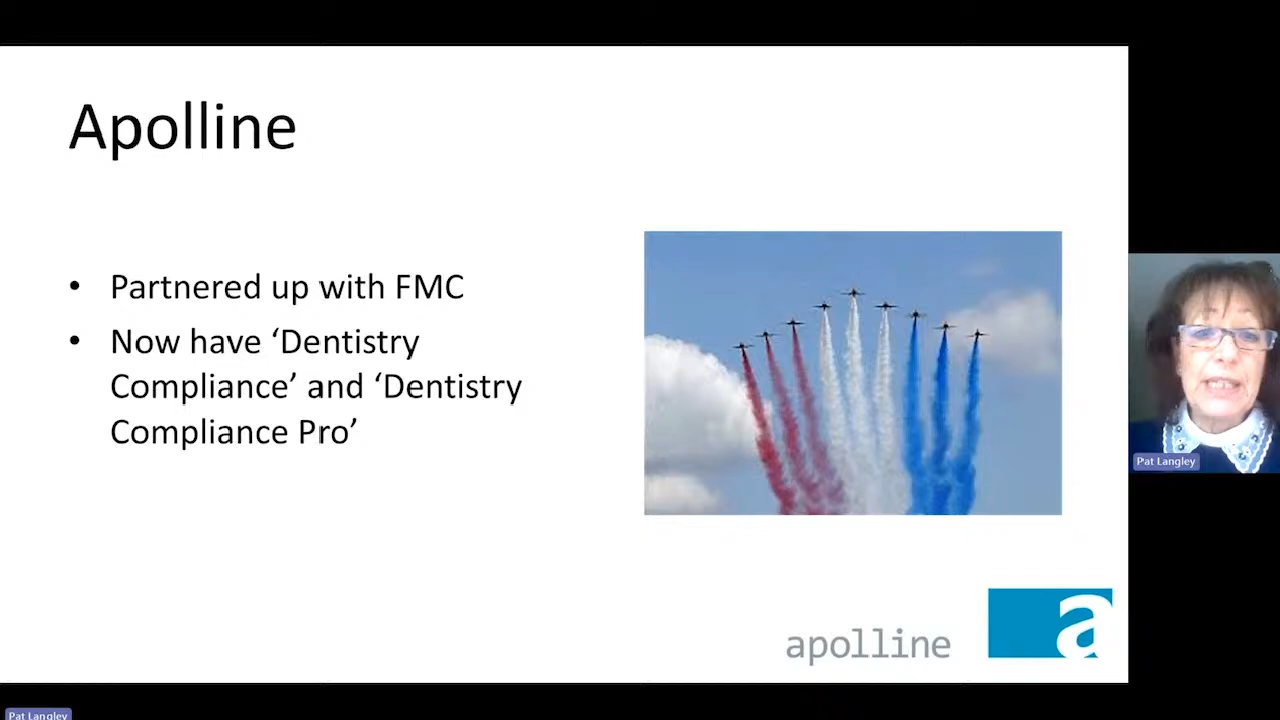 Apolline
• Partnered up with FMC
• Now have ‘Dentistry
Compliance’ and ‘Dentistry
Compliance Pro’
apolline
a
Pat Langley
Pat Langley